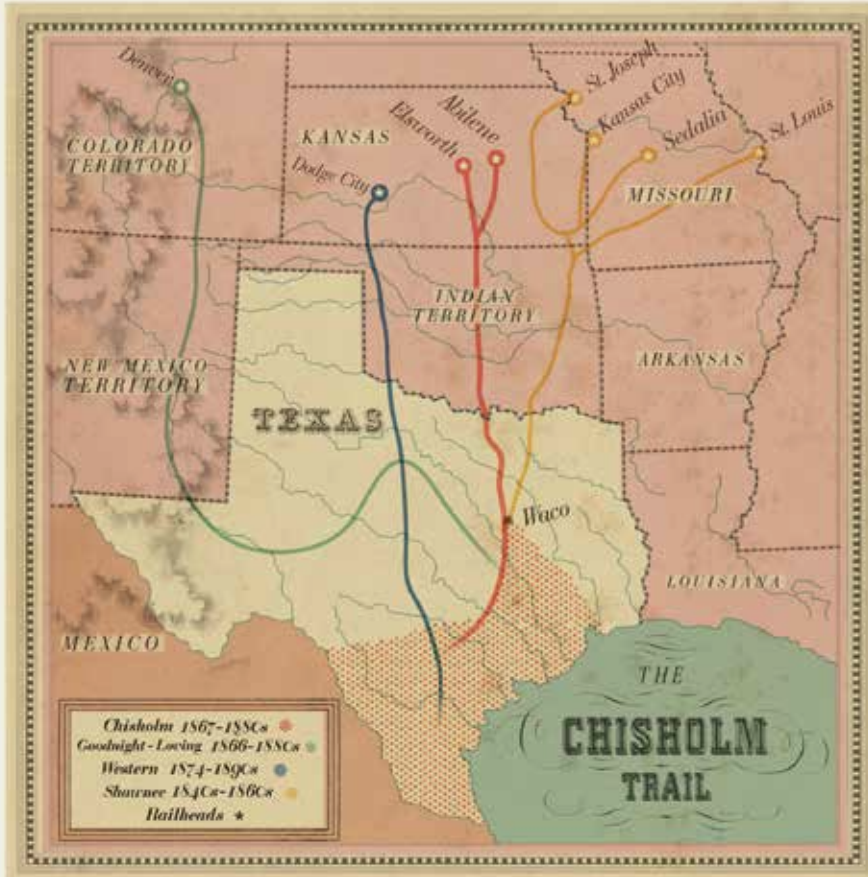 Denver
COLORADO
TERRITORY
KANSAS
Dodge City
Elsworth
Abilene
St. Joseph
Kansas City
Sedalia
St. Louis
MISSOURI
INDIAN
TERRITORY
NEW MEXICO
TERRITORY
ARKANSAS
TEXAS
Waco
LOUISIANA
MEXICO
THE
CHISHOLM
TRAIL
Chisholm 1867-1880s
Goodnight-Loving 1866-1880s
Western 1874-1890s
Shawnee 1840s-1860s
Railheads ★